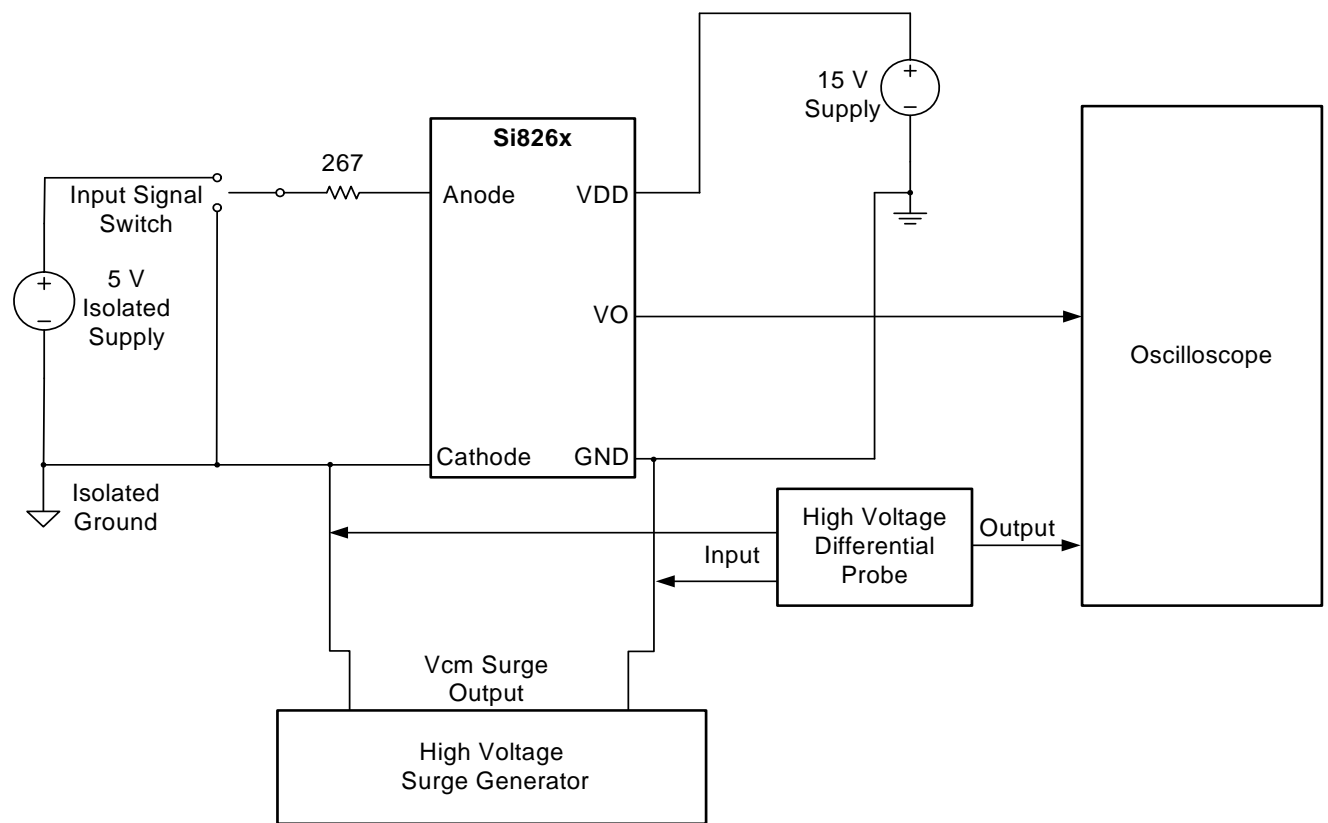 15 V
Supply
+
−
Si826x
267
Input Signal
Switch
Anode
VDD
5 V
Isolated
Supply
+
−
VO
Oscilloscope
Cathode
GND
Isolated
Ground
High Voltage
Differential
Probe
Input
Output
Vcm Surge
Output
High Voltage
Surge Generator